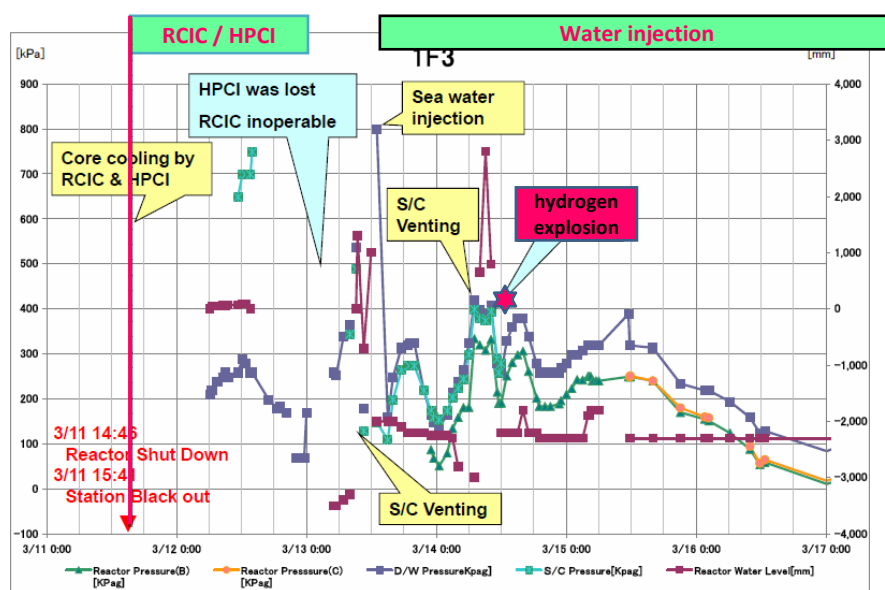 RCIC / HPCI
Water injection
[kPa]
1F3
[mm]
900
800
700
600
500
400
300
200
100
0
-100
4,000
3,000
2,000
1,000
0
-1,000
-2,000
-3,000
-4,000
HPCI was lost
RCIC inoperable
Sea water
injection
Core cooling by
RCIC & HPCI
S/C
Venting
hydrogen
explosion
3/11 14:46
Reactor Shut Down
3/11 15:41
Station Black out
S/C Venting
3/11 0:00
3/12 0:00
3/13 0:00
3/14 0:00
3/15 0:00
3/16 0:00
3/17 0:00
Reactor Pressure(B)
[KPag]
Reactor Presssure(C)
[KPag]
D/W PressureKpag]
S/C Pressure[Kpag]
Reactor Water Level[mm]